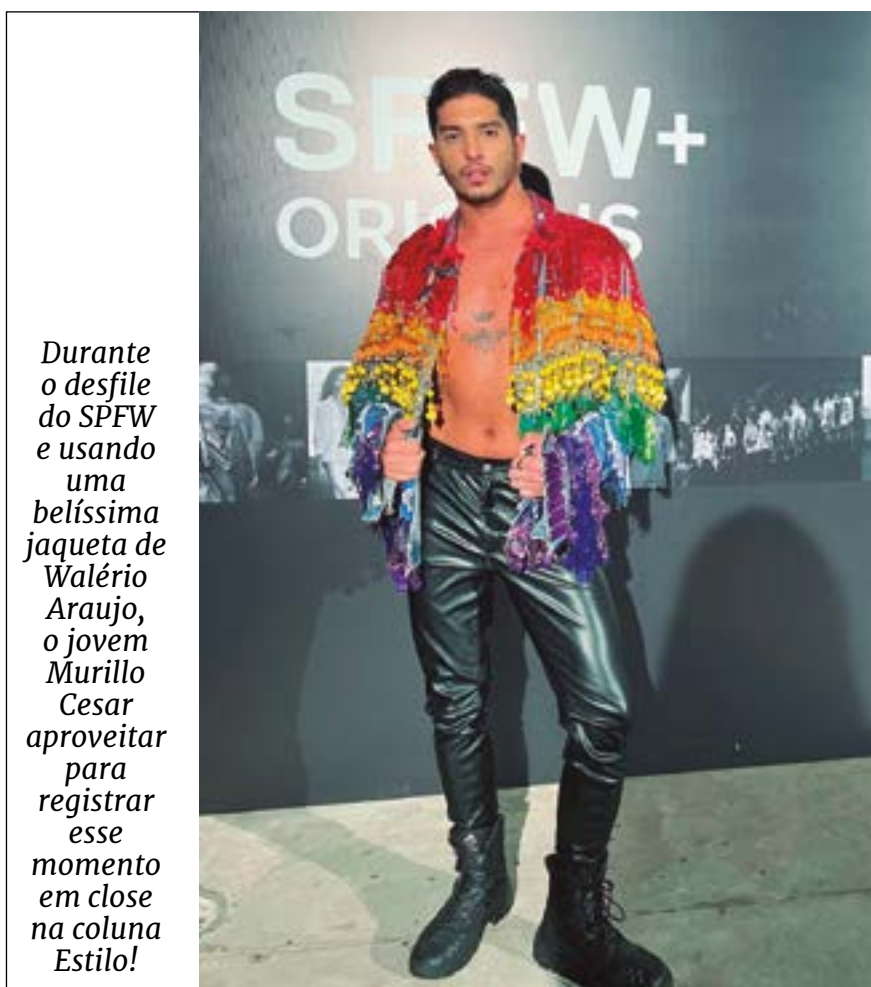 Durante
o desfile
do SPFW
e usando
uma
belíssima
jaqueta de
Walério
Araujo,
o jovem
Murillo
Cesar
aproveitar
para
registrar
esse
momento
em close
na coluna
Estilo!
SPFW+